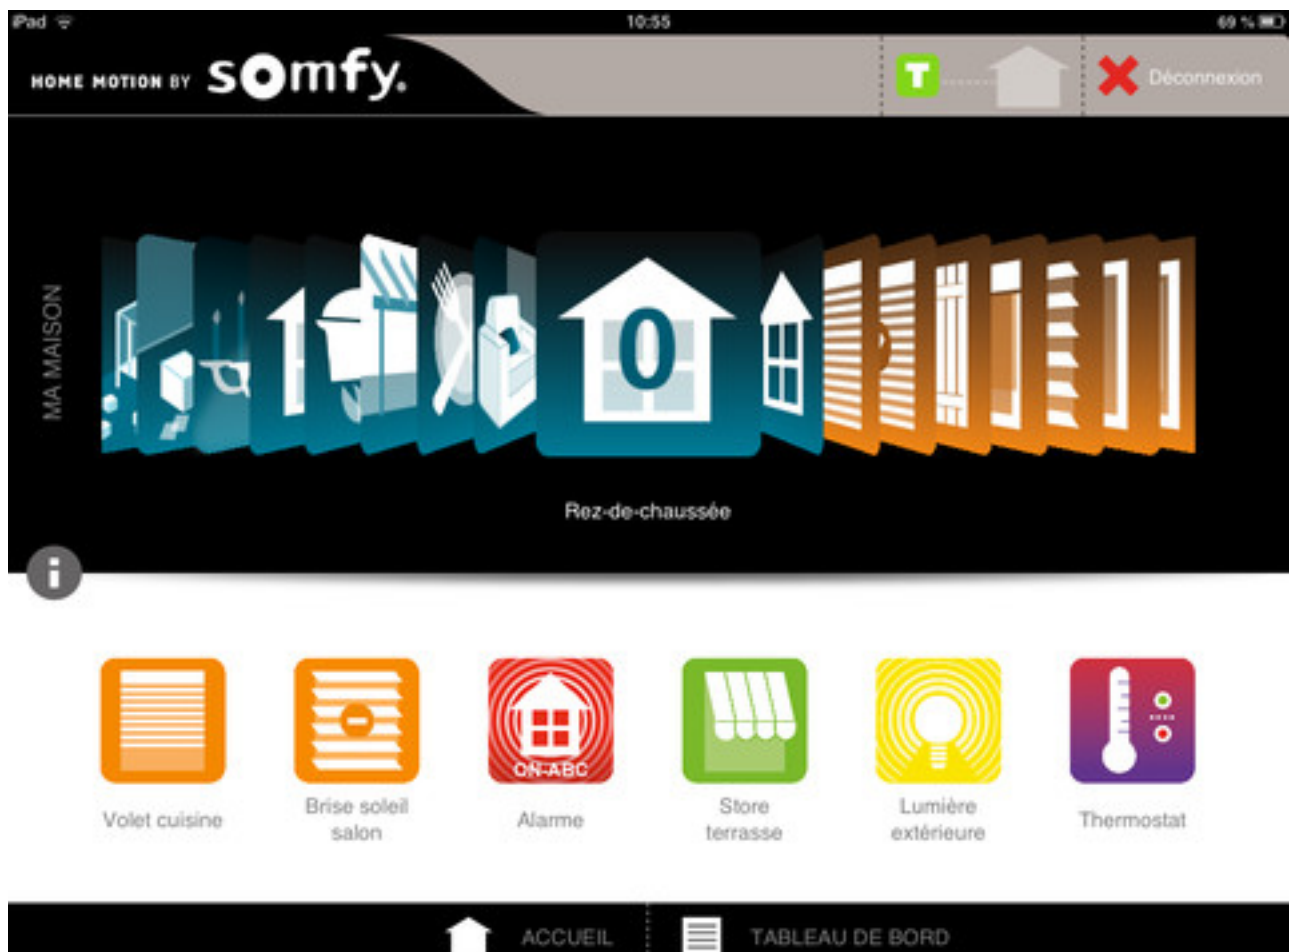 iPad 10:55 69 %
HOME MOTION BY somfy.
T
Déconnexion
MA MAISON
0
Rez-de-chaussée
i
ON-ABC
Volet cuisine
Brise soleil
salon
Alarme
Store
terrasse
Lumière
extérieure
Thermostat
ACCUEIL
TABLEAU DE BORD